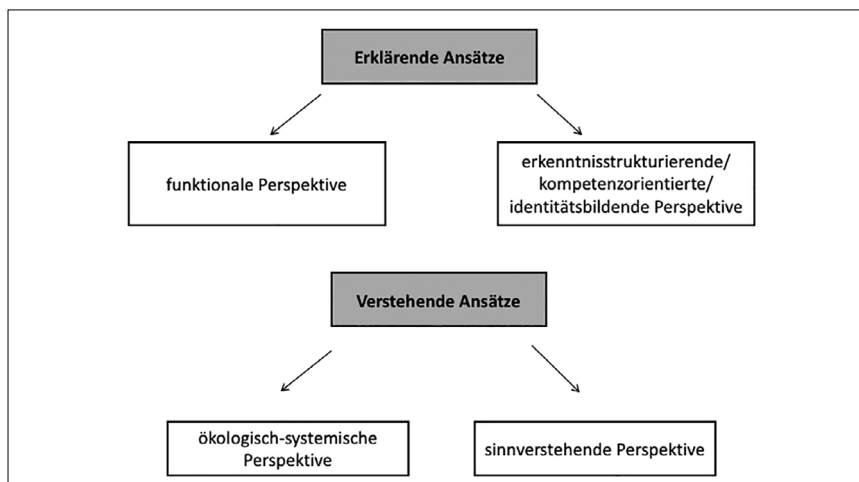 Erklärende Ansätze
funktionale Perspektive
erkenntnisstrukturierende/
kompetenzorientierte/
identitätsbildende Perspektive
Verstehende Ansätze
ökologisch-systemische
Perspektive
sinnverstehende Perspektive